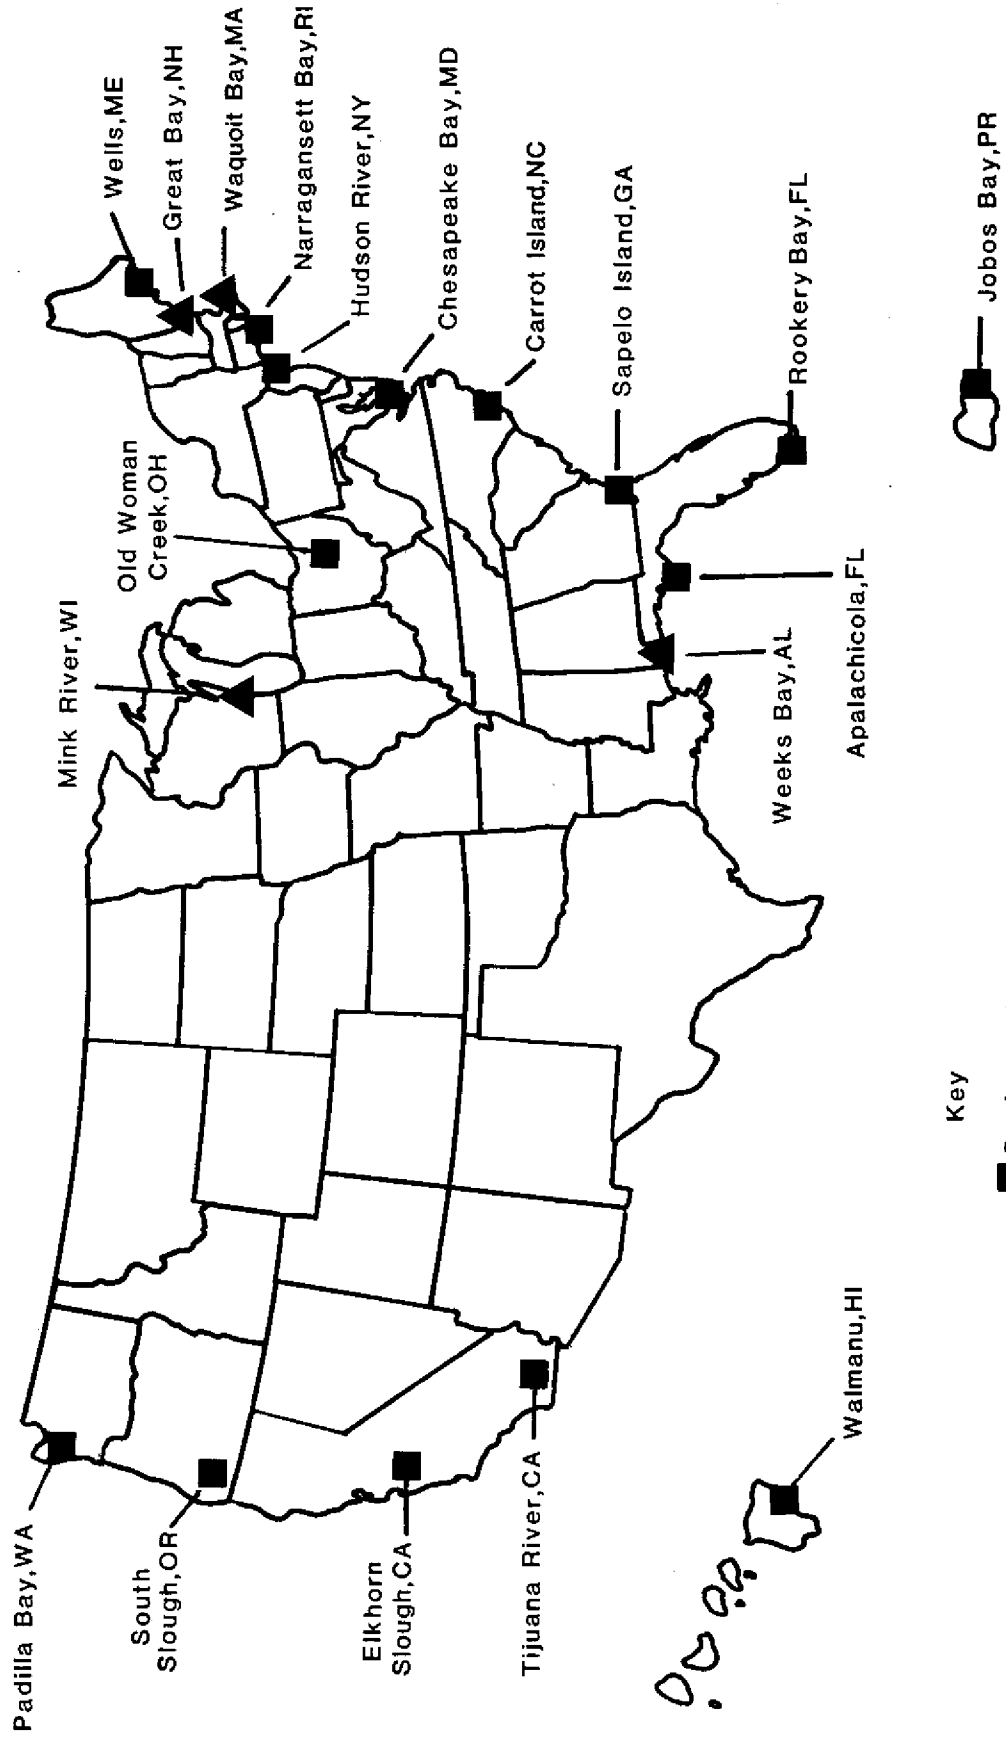 Padilla Bay,WA
South
Slough,OR
Elkhorn
Slough,CA
Tijuana River,CA
Walmanu,HI
Mink River,WI
Old Woman
Creek,OH
Wells,ME
Great Bay,NH
Waquoit Bay,MA
Narragansett Bay,RI
Hudson River,NY
Chesapeake Bay,MD
Carrot Island,NC
Sapelo Island,GA
Rookery Bay,FL
Apalachicola,FL
Weeks Bay,AL
Jobos Bay,PR
Key